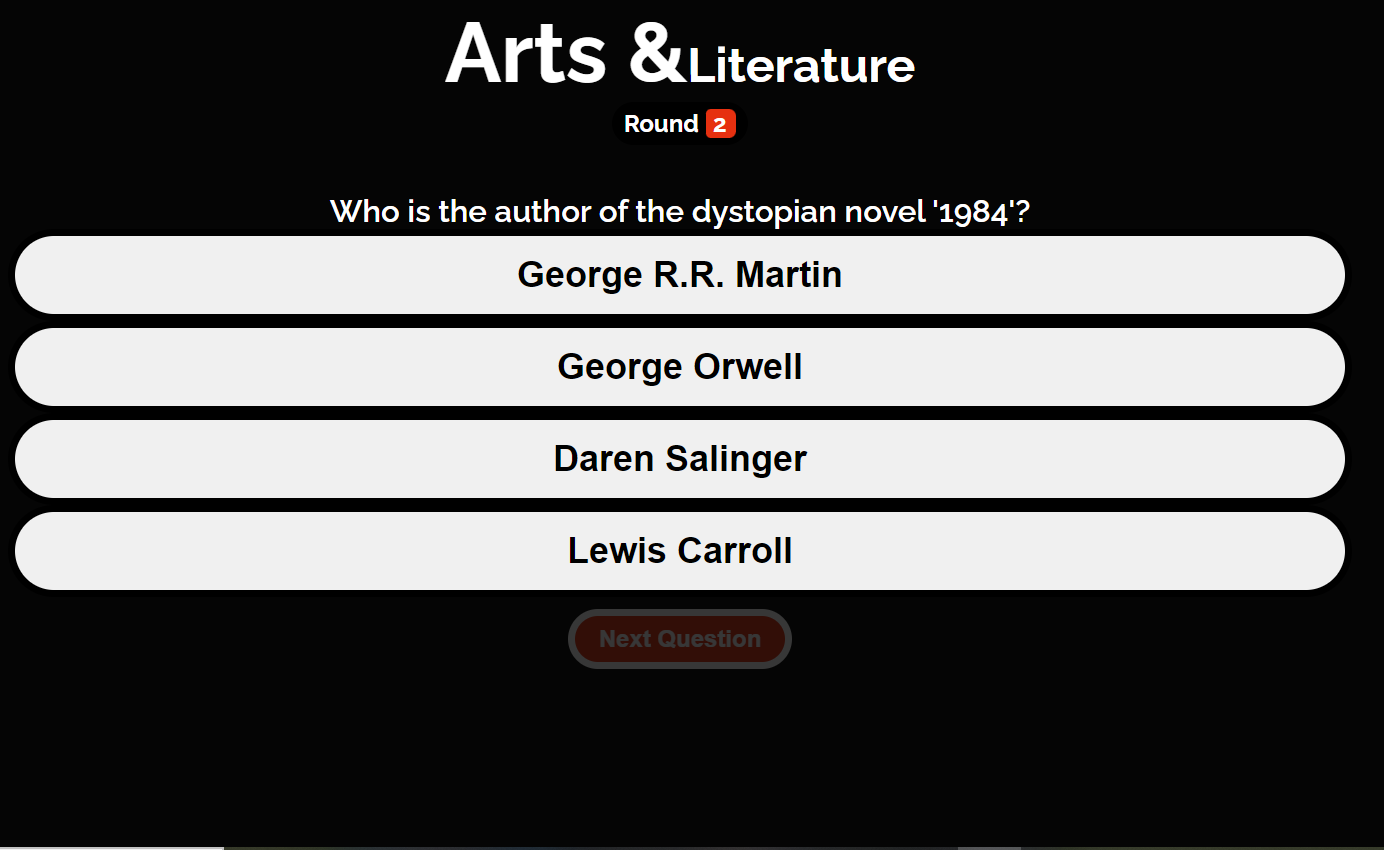 Arts &Literature
Round 2
Who is the author of the dystopian novel '1984'?
George R.R. Martin
George Orwell
Daren Salinger
Lewis Carroll
Next Question